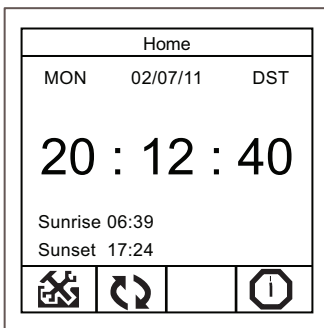 Home
MON 02/07/11 DST
20 : 12 : 40
Sunrise 06:39
Sunset 17:24
i